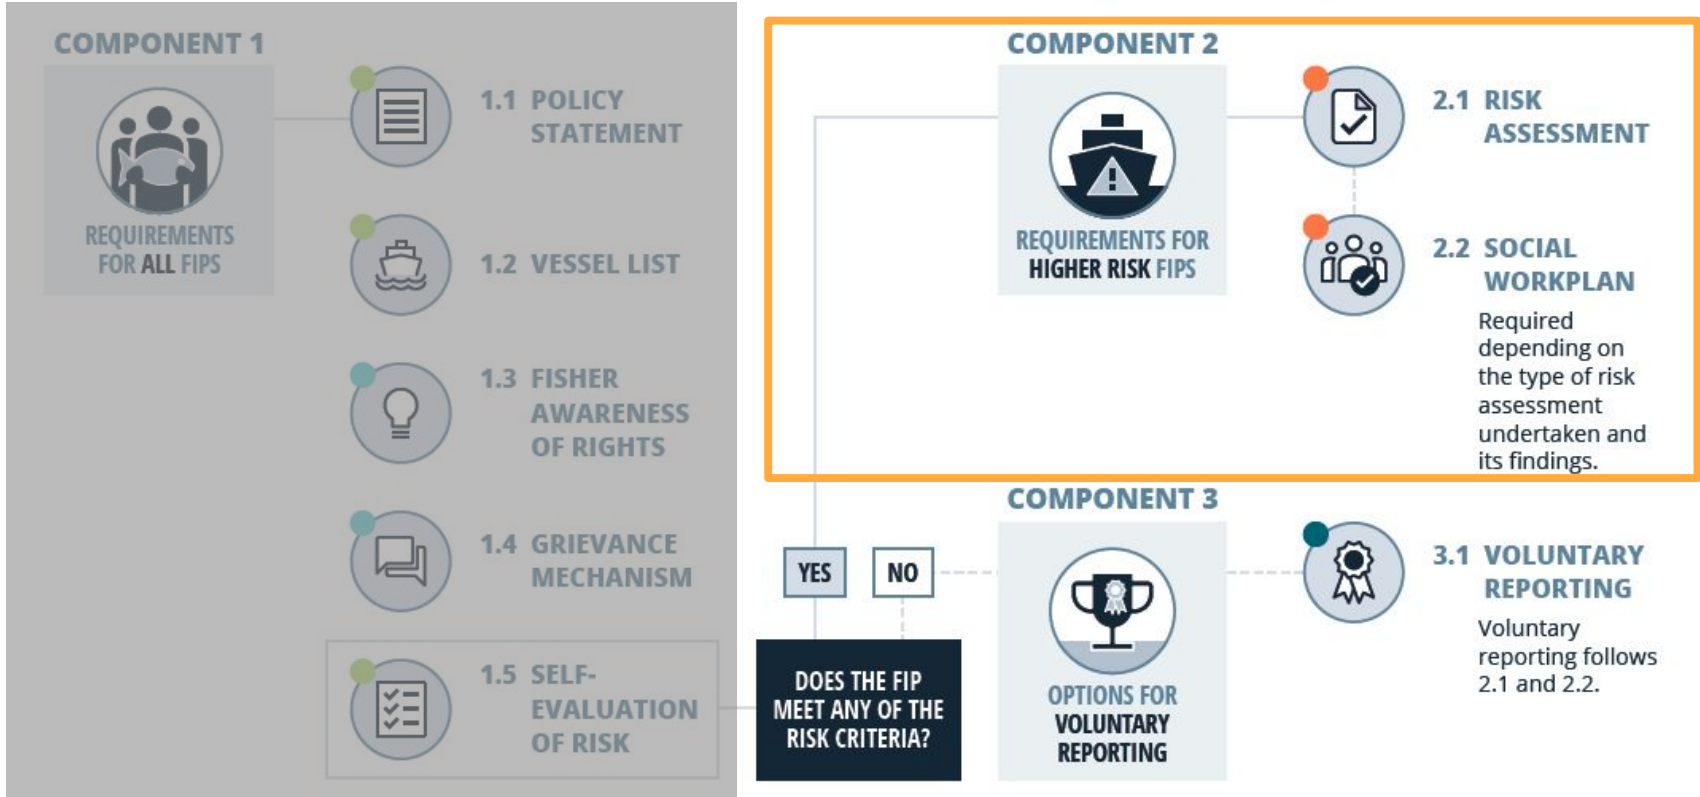 COMPONENT 1
REQUIREMENTS
FOR ALL FIPS
1.1 POLICY
STATEMENT
1.2 VESSEL LIST
1.3 FISHER
AWARENESS
OF RIGHTS
1.4 GRIEVANCE
MECHANISM
1.5 SELF-
EVALUATION
OF RISK
DOES THE FIP
MEET ANY OF THE
RISK CRITERIA?
YES
NO
COMPONENT 2
REQUIREMENTS FOR
HIGHER RISK FIPS
2.1 RISK
ASSESSMENT
2.2 SOCIAL
WORKPLAN
Required
depending on
the type of risk
assessment
undertaken and
its findings.
COMPONENT 3
OPTIONS FOR
VOLUNTARY
REPORTING
3.1 VOLUNTARY
REPORTING
Voluntary
reporting follows
2.1 and 2.2.